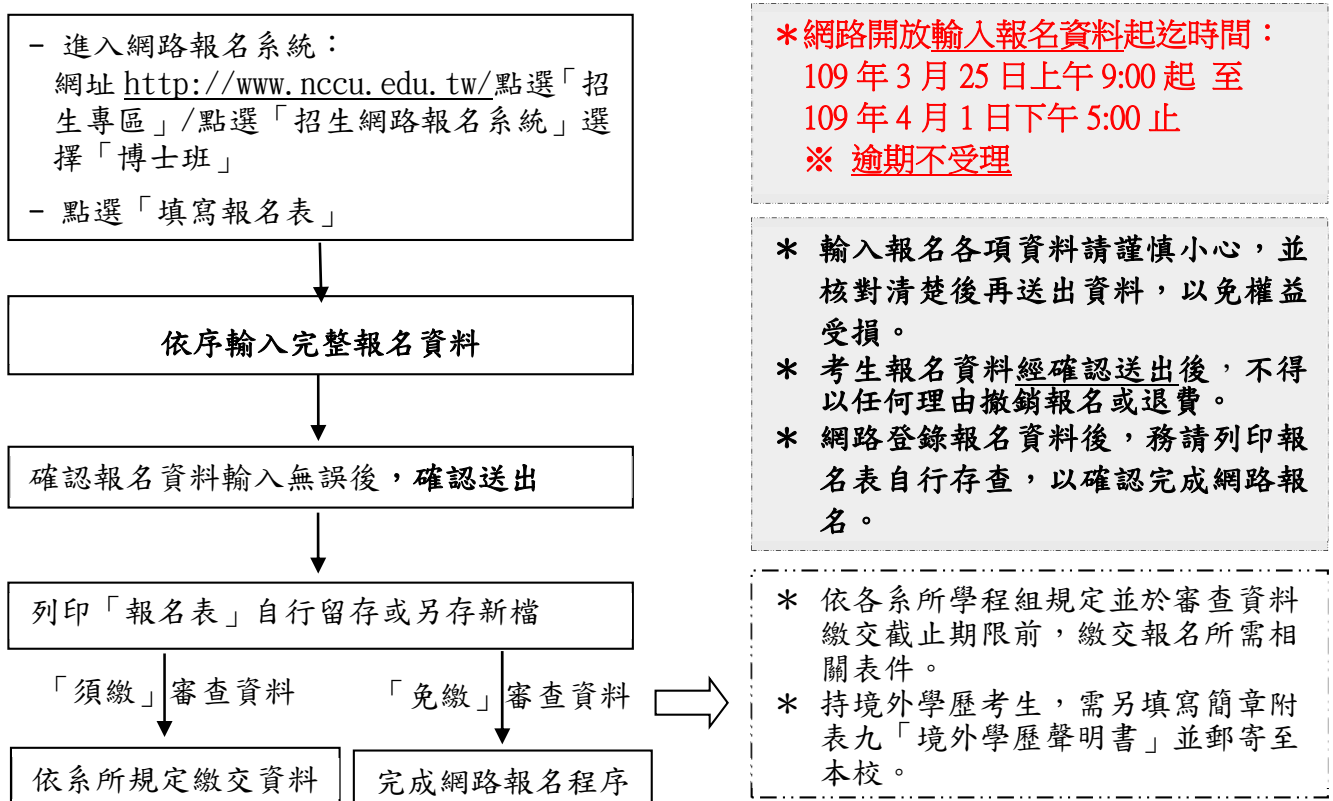 - 進入網路報名系統：
網址 http://www.nccu.edu.tw/點選「招
生專區」/點選「招生網路報名系統」選
擇「博士班」
- 點選「填寫報名表」
依序輸入完整報名資料
確認報名資料輸入無誤後，確認送出
列印「報名表」自行留存或另存新檔
「須繳」審查資料
「免繳」審查資料
依系所規定繳交資料
完成網路報名程序
＊網路開放輸入報名資料起迄時間：
109 年 3 月 25 日上午 9:00 起 至
109 年 4 月 1 日下午 5:00 止
※ 逾期不受理
＊ 輸入報名各項資料請謹慎小心，並
核對清楚後再送出資料，以免權益
受損。
＊ 考生報名資料經確認送出後，不得
以任何理由撤銷報名或退費。
＊ 網路登錄報名資料後，務請列印報
名表自行存查，以確認完成網路報
名。
＊ 依各系所學程組規定並於審查資料
繳交截止期限前，繳交報名所需相
關表件。
＊ 持境外學歷考生，需另填寫簡章附
表九「境外學歷聲明書」並郵寄至
本校。